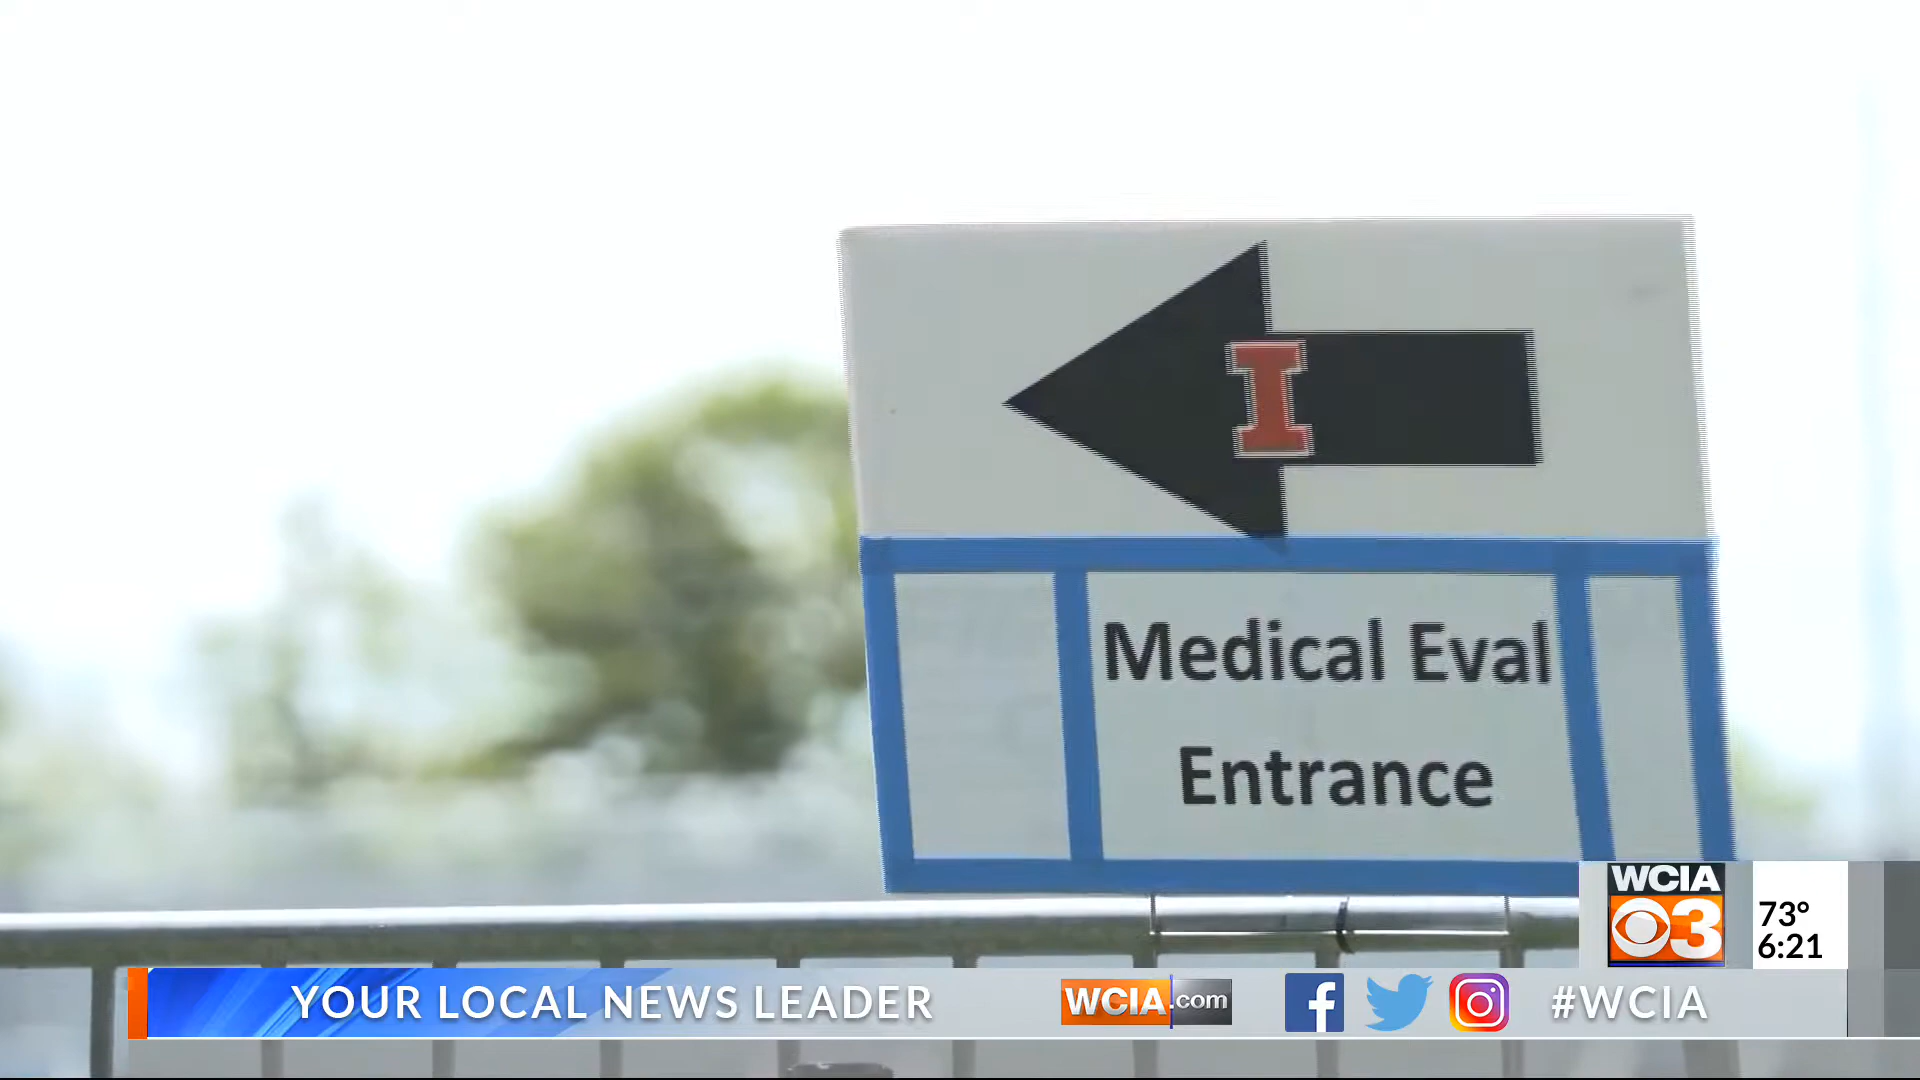 I
Medical Eval
Entrance
WCIA
3
73°
6:21
YOUR LOCAL NEWS LEADER
WCIA.com
#WCIA